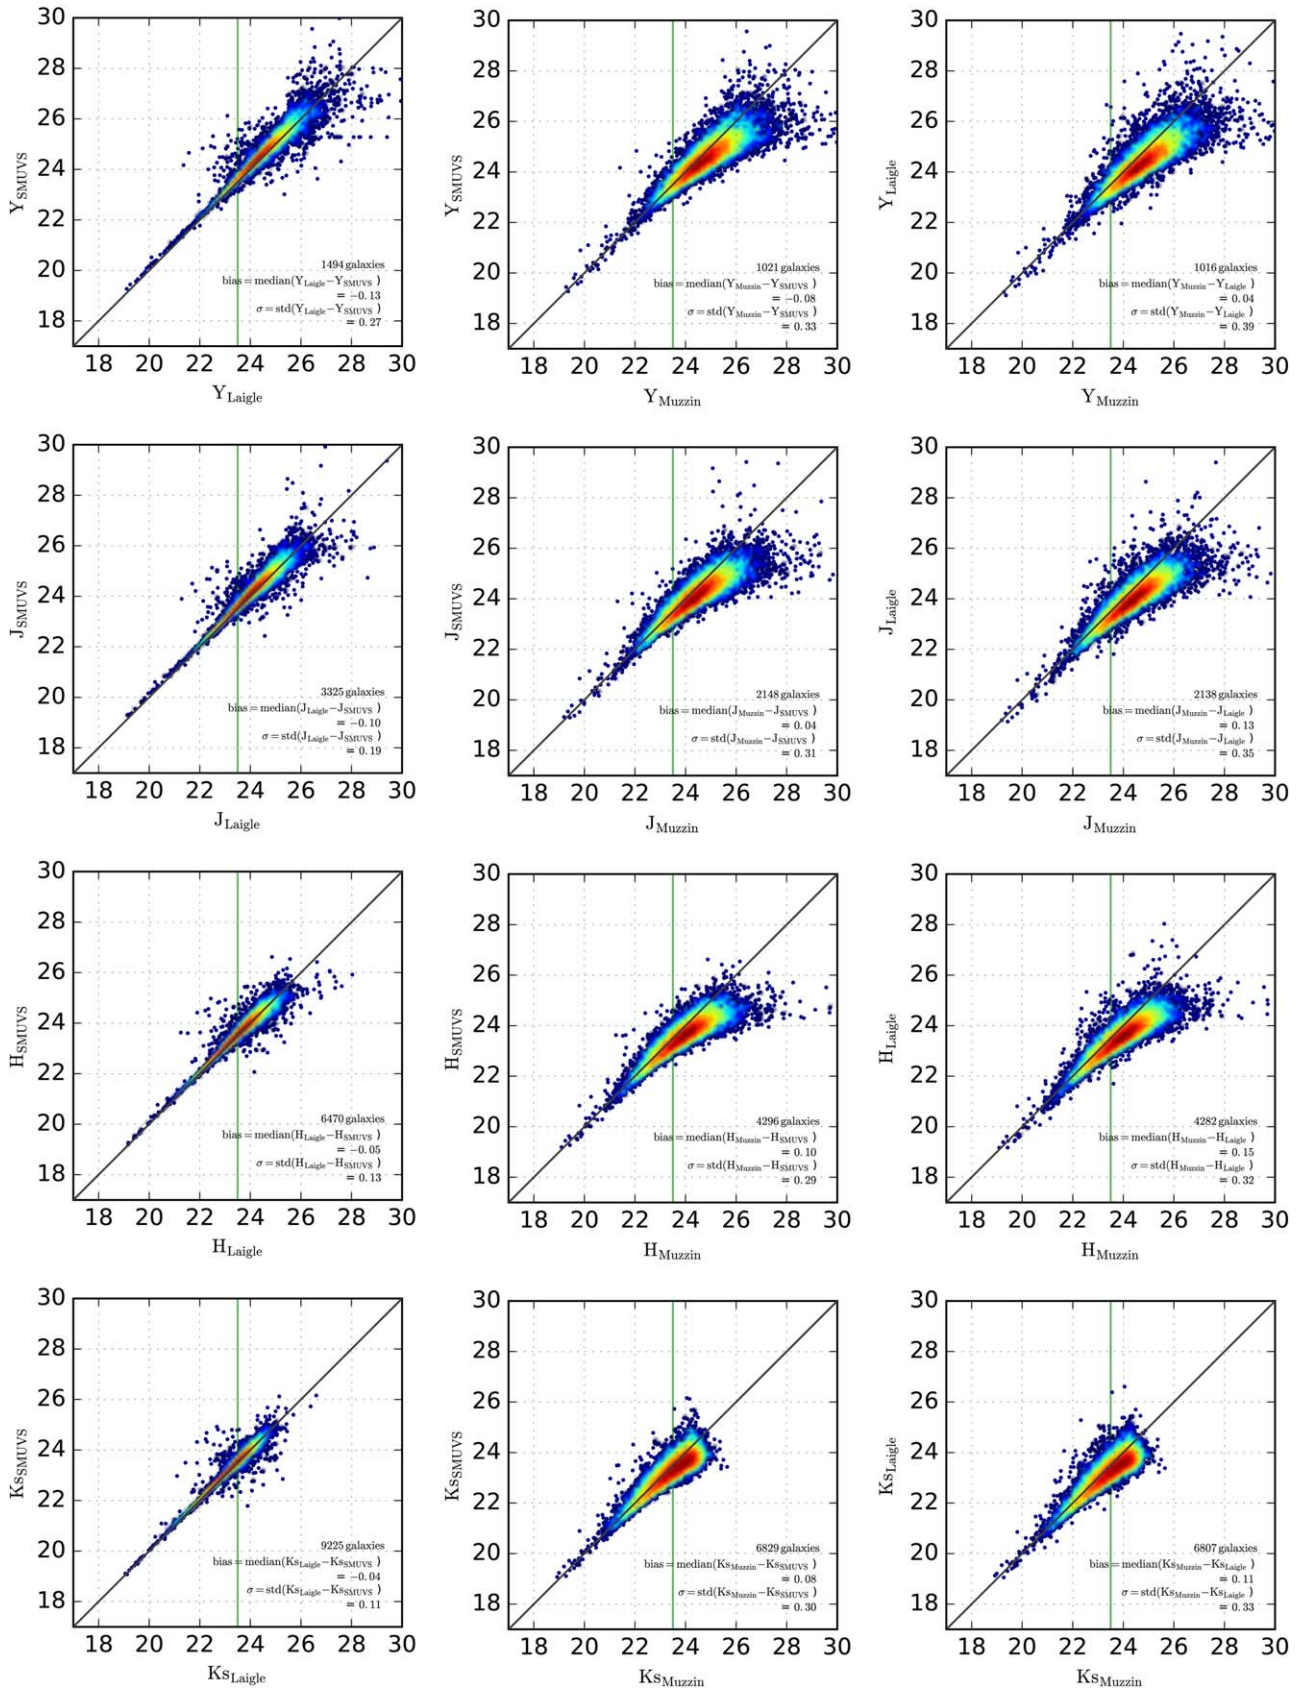 30
28
26
24
22
20
18
Y_SMUVS
1494 galaxies
bias = median(Y_Laigle−Y_SMUVS )
= −0.13
σ = std(Y_Laigle−Y_SMUVS )
= 0.27
18 20 22 24 26 28 30
Y_Laigle
30
28
26
24
22
20
18
Y_SMUVS
1021 galaxies
bias = median(Y_Muzzin−Y_SMUVS )
= −0.08
σ = std(Y_Muzzin−Y_SMUVS )
= 0.33
18 20 22 24 26 28 30
Y_Muzzin
30
28
26
24
22
20
18
Y_Laigle
1016 galaxies
bias = median(Y_Muzzin−Y_Laigle )
= 0.04
σ = std(Y_Muzzin−Y_Laigle )
= 0.39
18 20 22 24 26 28 30
Y_Muzzin
30
28
26
24
22
20
18
J_SMUVS
3325 galaxies
bias = median(J_Laigle−J_SMUVS )
= −0.10
σ = std(J_Laigle−J_SMUVS )
= 0.19
18 20 22 24 26 28 30
J_Laigle
30
28
26
24
22
20
18
J_SMUVS
2148 galaxies
bias = median(J_Muzzin−J_SMUVS )
= 0.04
σ = std(J_Muzzin−J_SMUVS )
= 0.31
18 20 22 24 26 28 30
J_Muzzin
30
28
26
24
22
20
18
J_Laigle
2138 galaxies
bias = median(J_Muzzin−J_Laigle )
= 0.13
σ = std(J_Muzzin−J_Laigle )
= 0.35
18 20 22 24 26 28 30
J_Muzzin
30
28
26
24
22
20
18
H_SMUVS
6470 galaxies
bias = median(H_Laigle−H_SMUVS )
= −0.05
σ = std(H_Laigle−H_SMUVS )
= 0.13
18 20 22 24 26 28 30
H_Laigle
30
28
26
24
22
20
18
H_SMUVS
4296 galaxies
bias = median(H_Muzzin−H_SMUVS )
= 0.10
σ = std(H_Muzzin−H_SMUVS )
= 0.29
18 20 22 24 26 28 30
H_Muzzin
30
28
26
24
22
20
18
H_Laigle
4282 galaxies
bias = median(H_Muzzin−H_Laigle )
= 0.15
σ = std(H_Muzzin−H_Laigle )
= 0.32
18 20 22 24 26 28 30
H_Muzzin
30
28
26
24
22
20
18
Ks_SMUVS
9225 galaxies
bias = median(Ks_Laigle−Ks_SMUVS )
= −0.04
σ = std(Ks_Laigle−Ks_SMUVS )
= 0.11
18 20 22 24 26 28 30
Ks_Laigle
30
28
26
24
22
20
18
Ks_SMUVS
6829 galaxies
bias = median(Ks_Muzzin−Ks_SMUVS )
= 0.08
σ = std(Ks_Muzzin−Ks_SMUVS )
= 0.30
18 20 22 24 26 28 30
Ks_Muzzin
30
28
26
24
22
20
18
Ks_Laigle
6807 galaxies
bias = median(Ks_Muzzin−Ks_Laigle )
= 0.11
σ = std(Ks_Muzzin−Ks_Laigle )
= 0.33
18 20 22 24 26 28 30
Ks_Muzzin